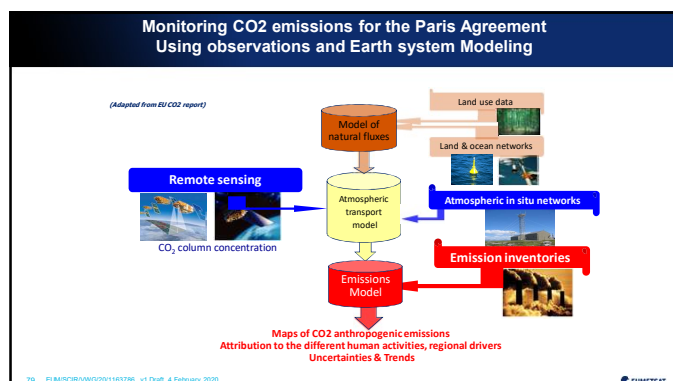 Monitoring CO2 emissions for the Paris Agreement
Using observations and Earth system Modeling
(Adapted from EU CO2 report)
Land use data
Model of
natural fluxes
Land & ocean networks
Remote sensing
Atmospheric
transport
model
Atmospheric in situ networks
CO₂ column concentration
Emission inventories
Emissions
Model
Maps of CO2 anthropogenic emissions
Attribution to the different human activities, regional drivers
Uncertainties & Trends
79 EUM/SCIR/VWG/20/1163786, v1 Draft, 4 February 2020
EUMETSAT